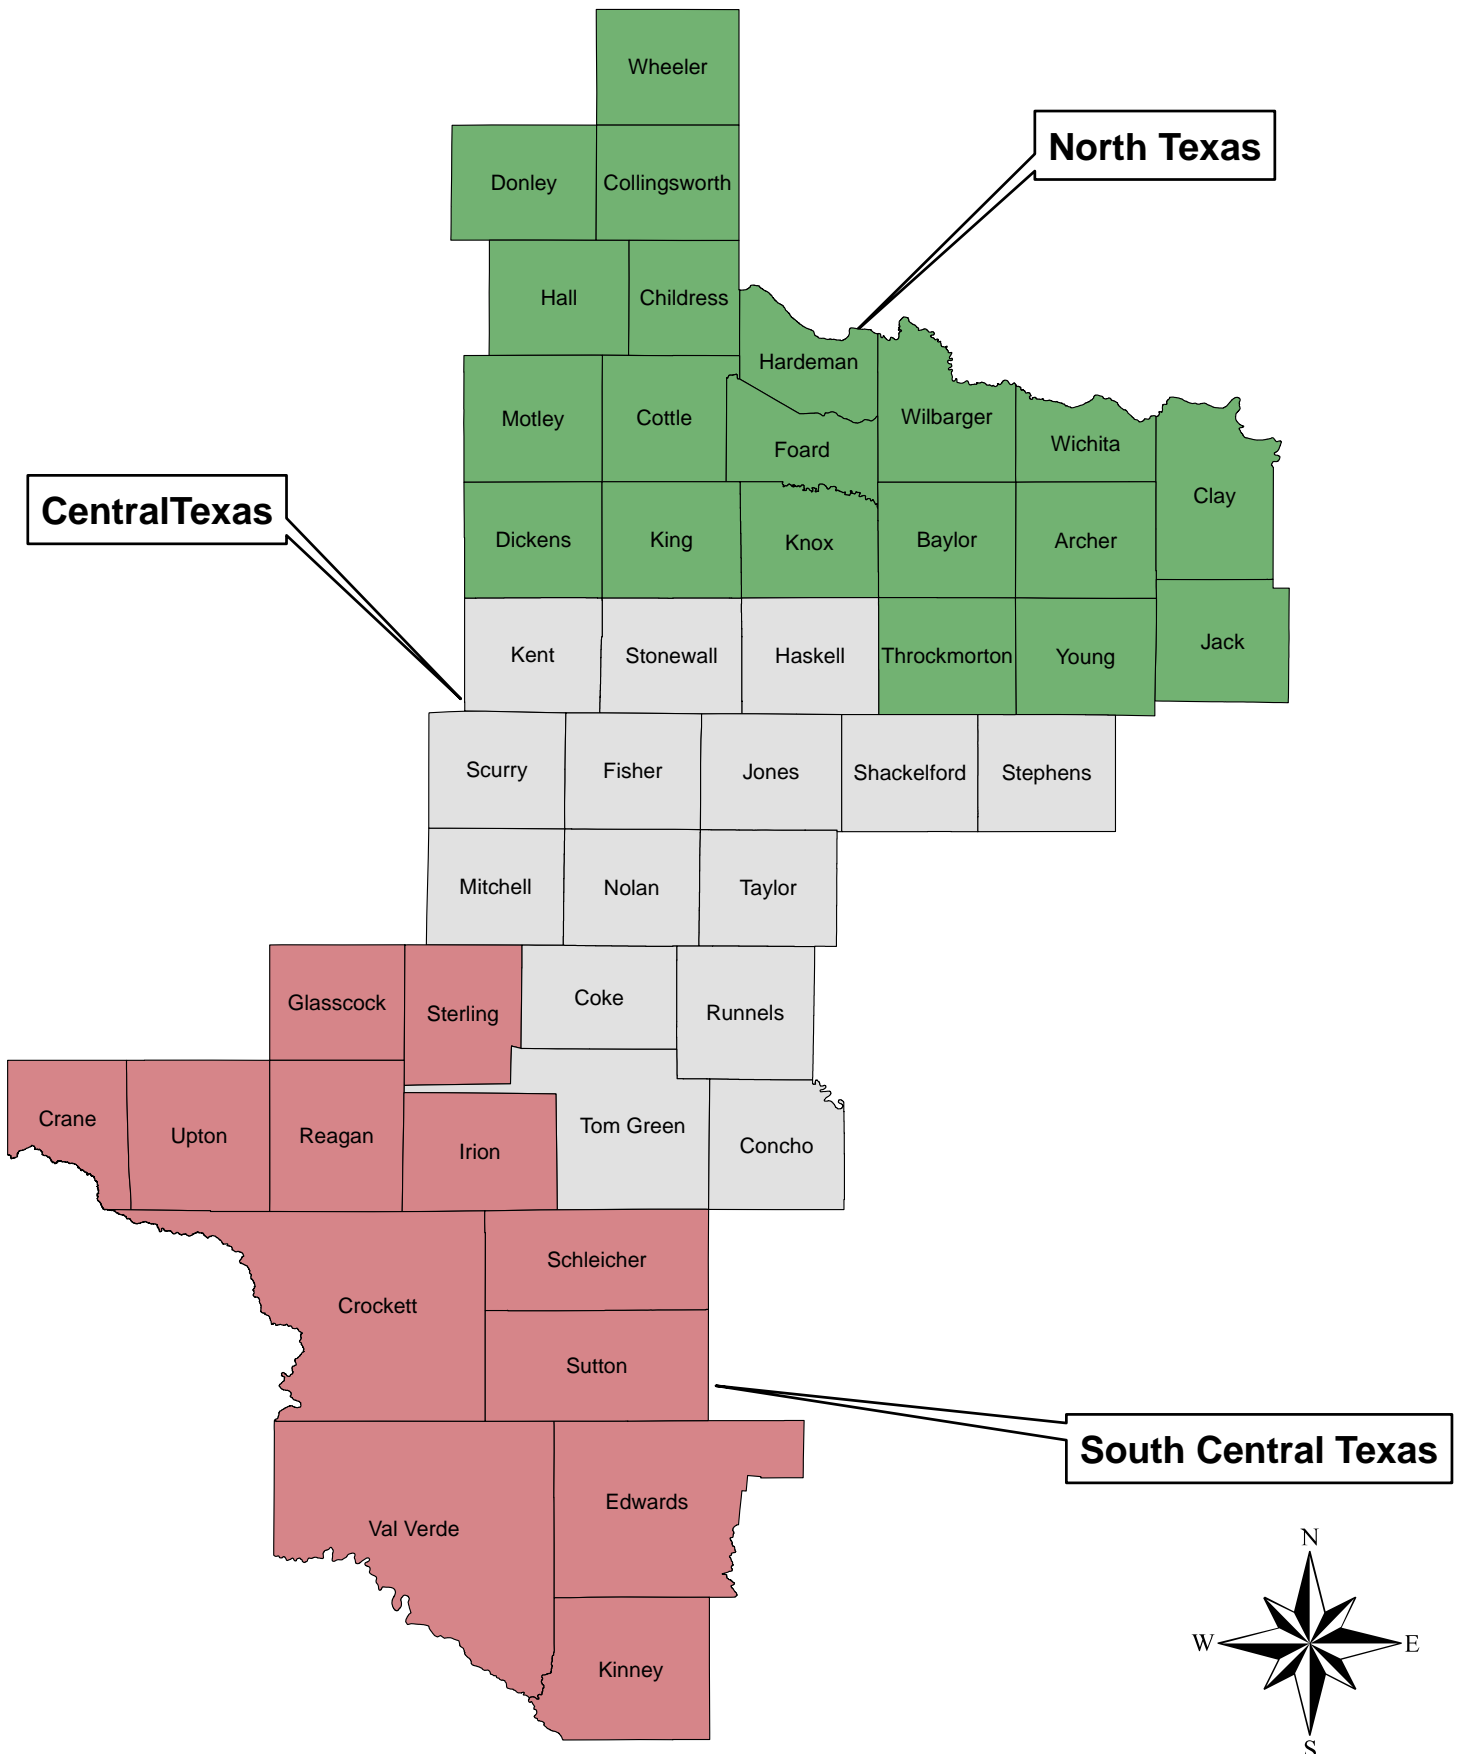 Wheeler
North Texas
Donley
Collingsworth
Hall
Childress
Hardeman
Motley
Cottle
Wilbarger
Foard
Wichita
Clay
CentralTexas
Dickens
King
Knox
Baylor
Archer
Kent
Stonewall
Haskell
Throckmorton
Young
Jack
Scurry
Fisher
Jones
Shackelford
Stephens
Mitchell
Nolan
Taylor
Glasscock
Sterling
Coke
Runnels
Crane
Upton
Reagan
Irion
Tom Green
Concho
Schleicher
Crockett
Sutton
South Central Texas
Edwards
Val Verde
Kinney
N
W
E
S